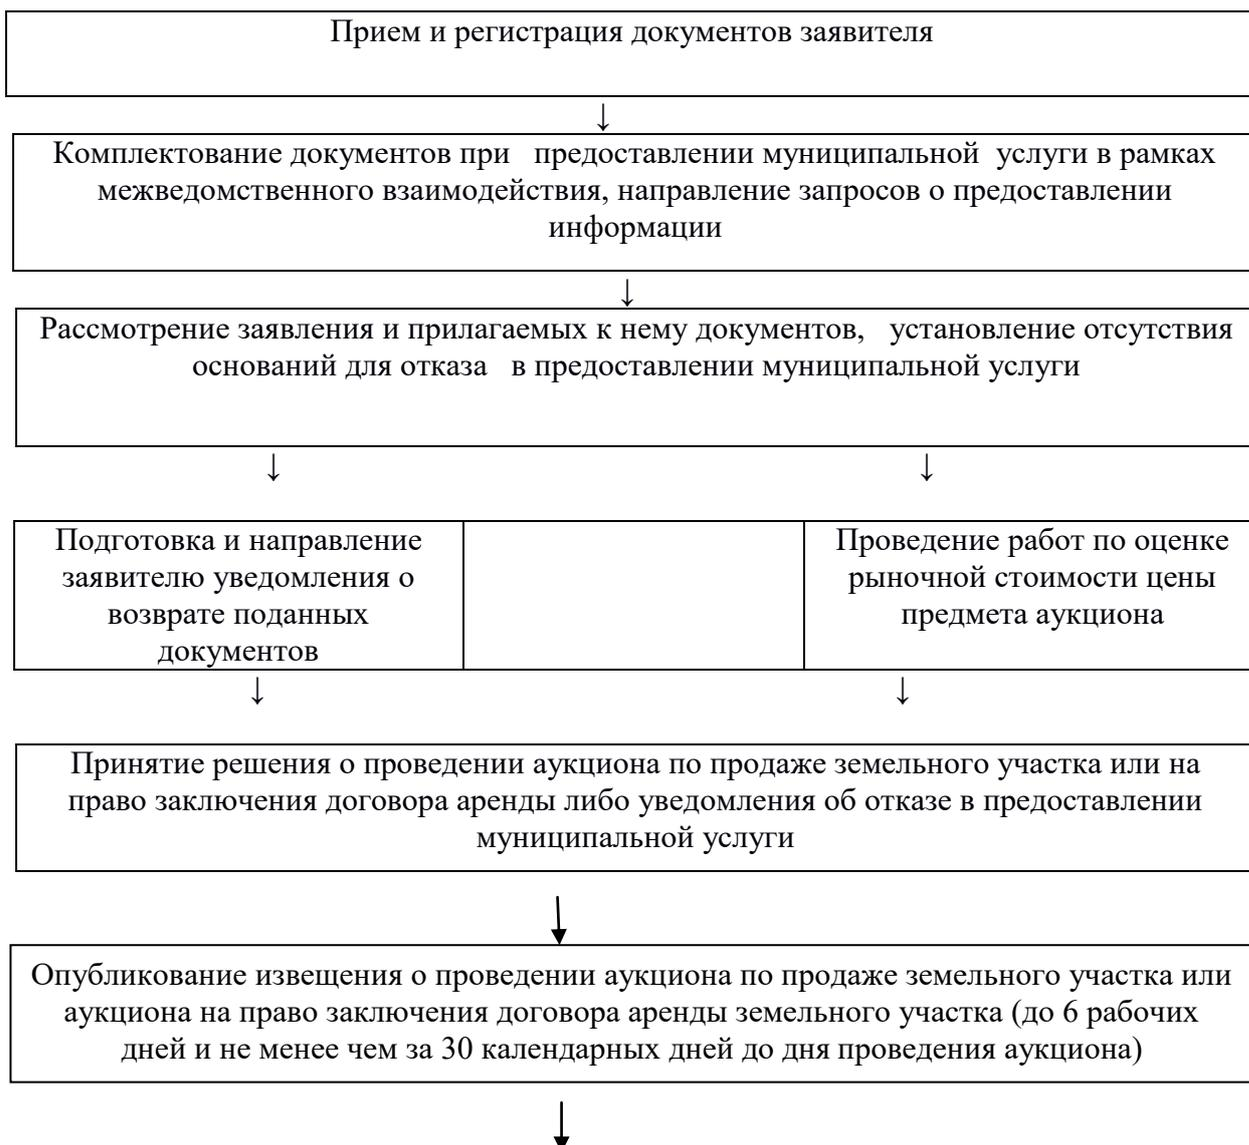 Прием и регистрация документов заявителя
↓
Комплектование документов при предоставлении муниципальной услуги в рамках
межведомственного взаимодействия, направление запросов о предоставлении
информации
↓
Рассмотрение заявления и прилагаемых к нему документов, установление отсутствия
оснований для отказа в предоставлении муниципальной услуги
↓ ↓
Подготовка и направление
заявителю уведомления о
возврате поданных
документов
Проведение работ по оценке
рыночной стоимости цены
предмета аукциона
↓ ↓
Принятие решения о проведении аукциона по продаже земельного участка или на
право заключения договора аренды либо уведомления об отказе в предоставлении
муниципальной услуги
Опубликование извещения о проведении аукциона по продаже земельного участка или
аукциона на право заключения договора аренды земельного участка (до 6 рабочих
дней и не менее чем за 30 календарных дней до дня проведения аукциона)